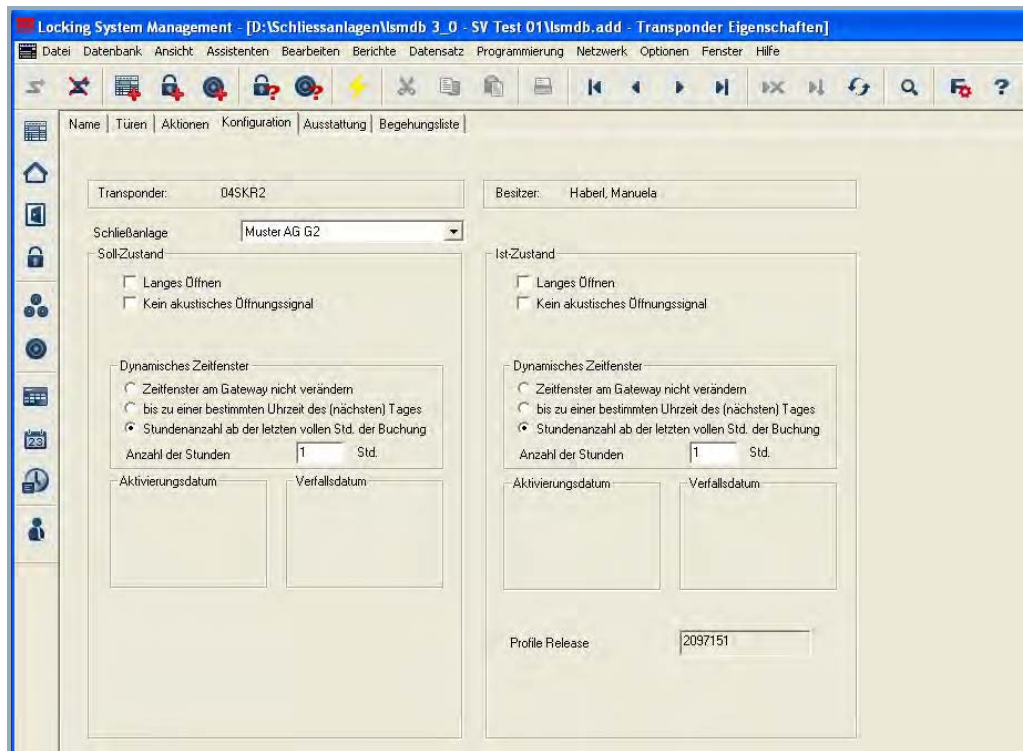 Locking System Management - [D:\Schliessanlagen\lsmdb 3_0 - SV Test 01\lsmdb.add - Transponder Eigenschaften]
Datei Datenbank Ansicht Assistenten Bearbeiten Berichte Datensatz Programmierung Netzwerk Optionen Fenster Hilfe
Name Türen Aktionen Konfiguration Ausstattung Begehungsliste
Transponder: 04SKR2
Besitzer: Haberl, Manuela
Schließanlage Muster AG G2
Soll-Zustand
Langes Öffnen
Kein akustisches Öffnungssignal
Dynamisches Zeitfenster
Zeitfenster am Gateway nicht verändern
bis zu einer bestimmten Uhrzeit des (nächsten) Tages
Stundenanzahl ab der letzten vollen Std. der Buchung
Anzahl der Stunden 1 Std.
Aktivierungsdatum
Verfallsdatum
Ist-Zustand
Langes Öffnen
Kein akustisches Öffnungssignal
Dynamisches Zeitfenster
Zeitfenster am Gateway nicht verändern
bis zu einer bestimmten Uhrzeit des (nächsten) Tages
Stundenanzahl ab der letzten vollen Std. der Buchung
Anzahl der Stunden 1 Std.
Aktivierungsdatum
Verfallsdatum
Profile Release 2097151
23